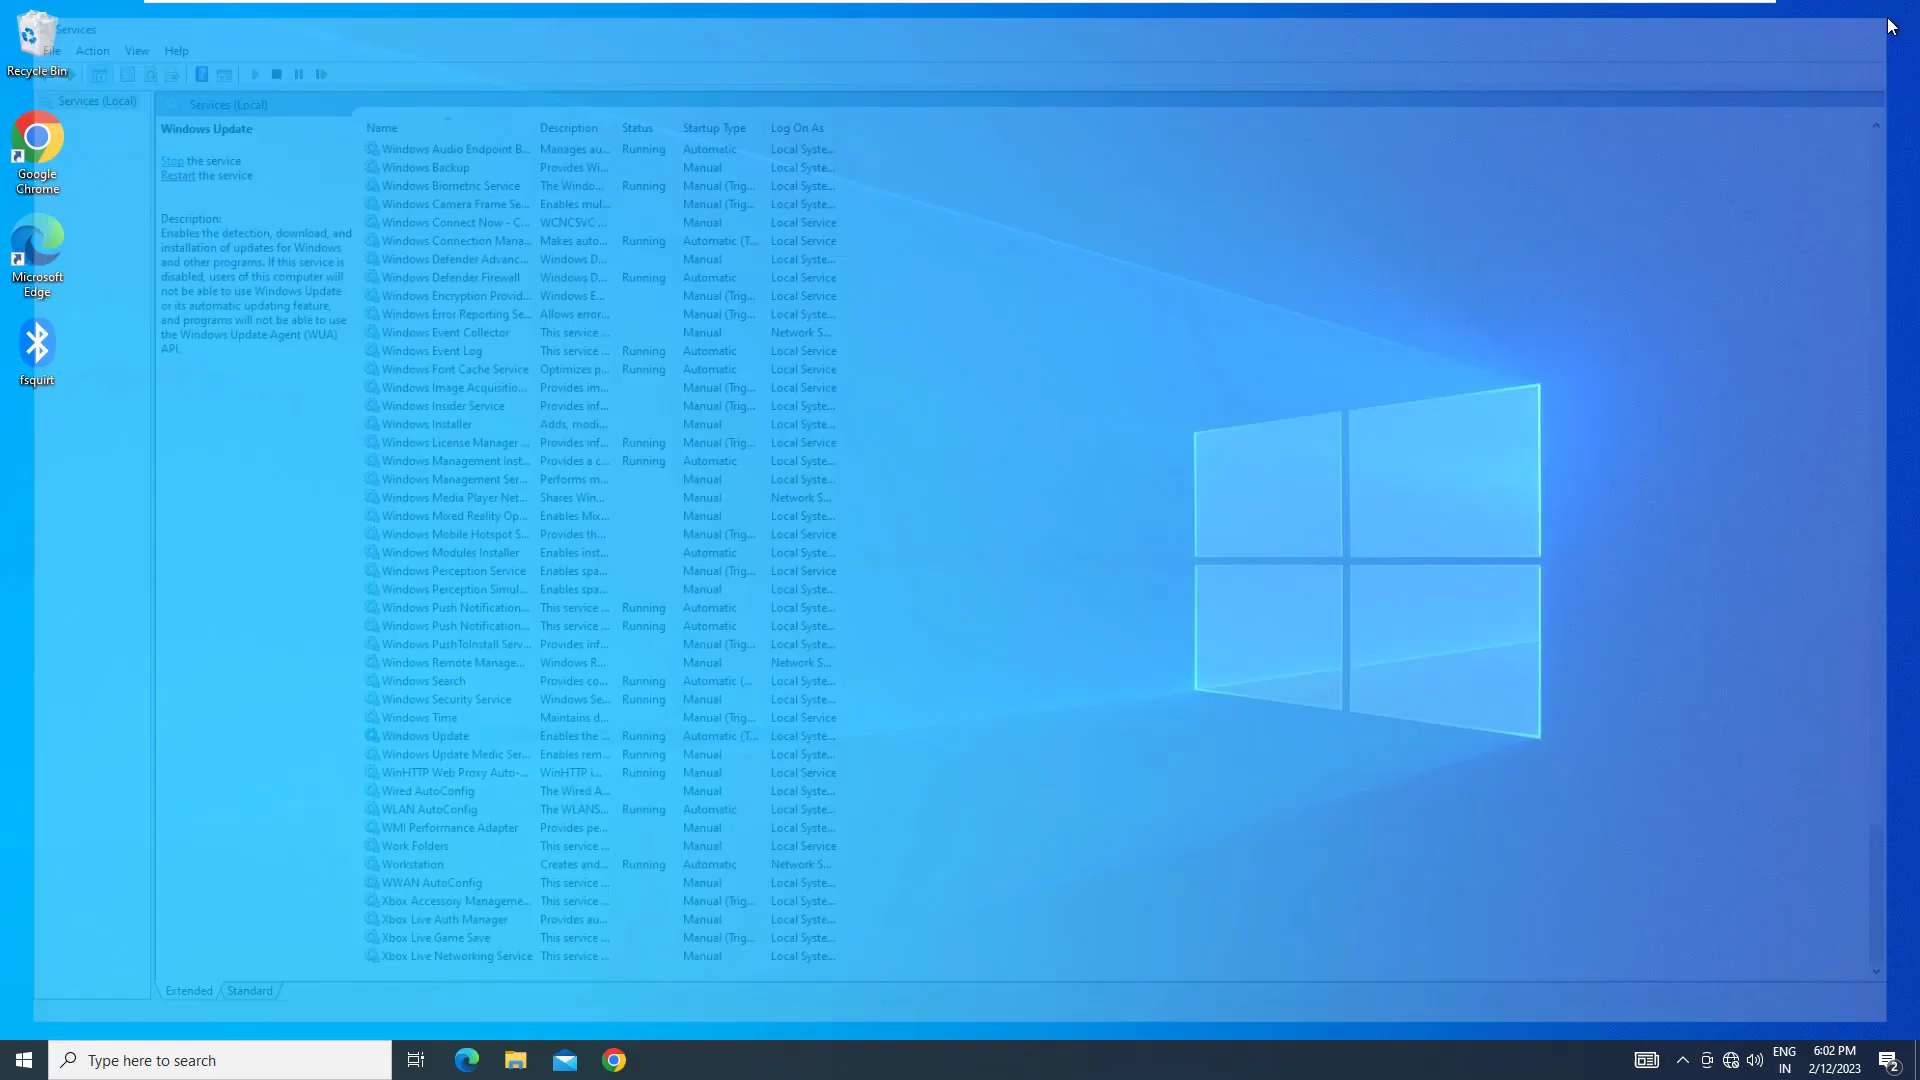 Services
File Action View Help
Recycle Bin
Services (Local)
Services (Local)
Google
Chrome
Microsoft
Edge
fsquirt
Windows Update
Stop the service
Restart the service
Description:
Enables the detection, download, and
installation of updates for Windows
and other programs. If this service is
disabled, users of this computer will
not be able to use Windows Update
or its automatic updating feature,
and programs will not be able to use
the Windows Update Agent (WUA)
API.
Name Description Status Startup Type Log On As
Windows Audio Endpoint B... Manages au... Running Automatic Local Syste...
Windows Backup Provides Wi... Manual Local Syste...
Windows Biometric Service The Windo... Running Manual (Trig... Local Syste...
Windows Camera Frame Se... Enables mul... Manual (Trig... Local Syste...
Windows Connect Now - C... WCNCSVC ... Manual Local Service
Windows Connection Mana... Makes auto... Running Automatic (T... Local Service
Windows Defender Advanc... Windows D... Manual Local Syste...
Windows Defender Firewall Windows D... Running Automatic Local Service
Windows Encryption Provid... Windows E... Manual (Trig... Local Service
Windows Error Reporting Se... Allows error... Manual (Trig... Local Syste...
Windows Event Collector This service ... Manual Network S...
Windows Event Log This service ... Running Automatic Local Service
Windows Font Cache Service Optimizes p... Running Automatic Local Service
Windows Image Acquisitio... Provides im... Manual (Trig... Local Service
Windows Insider Service Provides inf... Manual (Trig... Local Syste...
Windows Installer Adds, modi... Manual Local Syste...
Windows License Manager ... Provides inf... Running Manual (Trig... Local Service
Windows Management Inst... Provides a c... Running Automatic Local Syste...
Windows Management Ser... Performs m... Manual Local Syste...
Windows Media Player Net... Shares Win... Manual Network S...
Windows Mixed Reality Op... Enables Mix... Manual Local Syste...
Windows Mobile Hotspot S... Provides th... Manual (Trig... Local Service
Windows Modules Installer Enables inst... Automatic Local Syste...
Windows Perception Service Enables spa... Manual (Trig... Local Service
Windows Perception Simul... Enables spa... Manual Local Syste...
Windows Push Notification... This service ... Running Automatic Local Syste...
Windows Push Notification... This service ... Running Automatic Local Syste...
Windows PushToInstall Serv... Provides inf... Manual (Trig... Local Syste...
Windows Remote Manage... Windows R... Manual Network S...
Windows Search Provides co... Running Automatic (... Local Syste...
Windows Security Service Windows Se... Running Manual Local Syste...
Windows Time Maintains d... Manual (Trig... Local Service
Windows Update Enables the ... Running Automatic (T... Local Syste...
Windows Update Medic Ser... Enables rem... Running Manual Local Syste...
WinHTTP Web Proxy Auto-... WinHTTP i... Running Manual Local Service
Wired AutoConfig The Wired A... Manual Local Syste...
WLAN AutoConfig The WLANS... Running Automatic Local Syste...
WMI Performance Adapter Provides pe... Manual Local Syste...
Work Folders This service ... Manual Local Service
Workstation Creates and... Running Automatic Network S...
WWAN AutoConfig This service ... Manual Local Syste...
Xbox Accessory Manageme... This service ... Manual (Trig... Local Syste...
Xbox Live Auth Manager Provides au... Manual Local Syste...
Xbox Live Game Save This service ... Manual (Trig... Local Syste...
Xbox Live Networking Service This service ... Manual Local Syste...
Extended Standard
Type here to search
ENG
IN
6:02 PM
2/12/2023
2